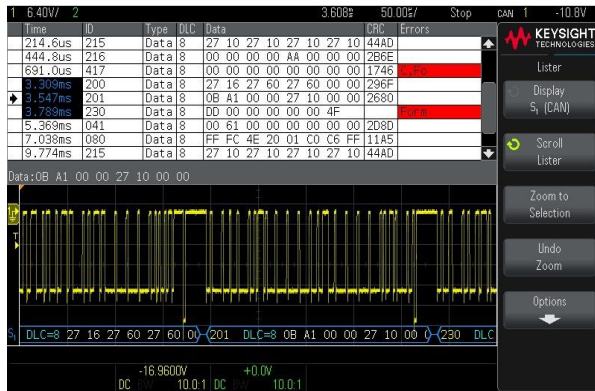 1 6.40V/ 2 3.608s 50.00s/ Stop CAN 1 -10.8V
Time ID Type DLC Data CRC Errors
214.6us 215 Data 8 27 10 27 10 27 10 27 10 44AD
444.8us 216 Data 8 00 00 00 00 AA 00 00 00 2B6E
691.0us 417 Data 8 00 00 00 00 00 00 00 00 1746 C,Fo
3.309ms 200 Data 8 27 16 27 60 27 60 00 00 296F
3.547ms 201 Data 8 0B A1 00 00 27 10 00 00 2680
3.789ms 230 Data 8 DD 00 00 00 00 00 4F Form
5.369ms 041 Data 8 00 61 00 00 00 00 00 00 2D8D
7.038ms 080 Data 8 FF FC 4E 20 01 C0 C6 FF 11A5
9.774ms 215 Data 8 27 10 27 10 27 10 27 10 44AD
Data:0B A1 00 00 27 10 00 00
T
S1 DLC=8 27 16 27 60 27 60 00 201 DLC=8 0B A1 00 00 27 10 00 0 230 DLC
-16.9600V +0.0V
DC BW 10.0:1 DC BW 10.0:1
KEYSIGHT
TECHNOLOGIES
Lister
Display
S1 (CAN)
Scroll
Lister
Zoom to
Selection
Undo
Zoom
Options